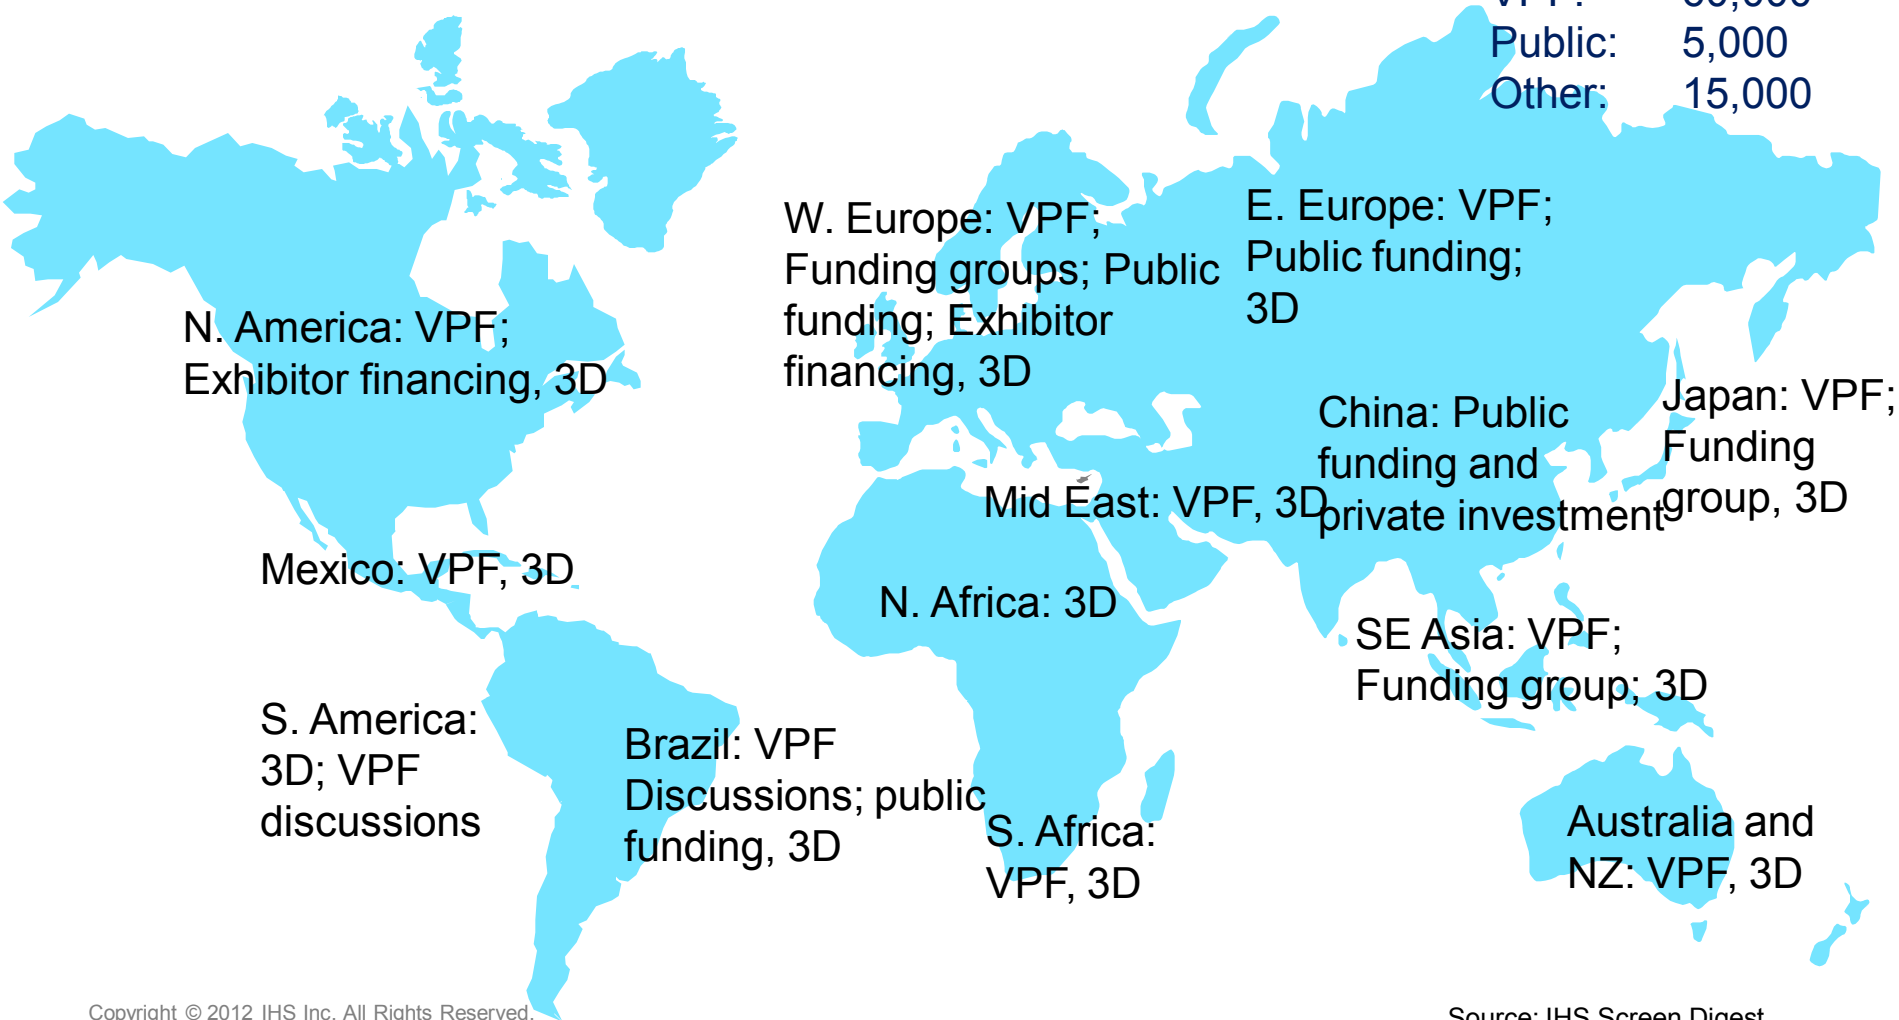 Public: 5,000
Other: 15,000
W. Europe: VPF;
Funding groups; Public
funding; Exhibitor
financing, 3D
E. Europe: VPF;
Public funding;
3D
N. America: VPF;
Exhibitor financing, 3D
China: Public
funding and
private investment
Japan: VPF;
Funding
group, 3D
Mid East: VPF, 3D
Mexico: VPF, 3D
N. Africa: 3D
SE Asia: VPF;
Funding group; 3D
S. America:
3D; VPF
discussions
Brazil: VPF
Discussions; public
funding, 3D
S. Africa:
VPF, 3D
Australia and
NZ: VPF, 3D
Copyright © 2012 IHS Inc. All Rights Reserved.
Source: IHS Screen Digest